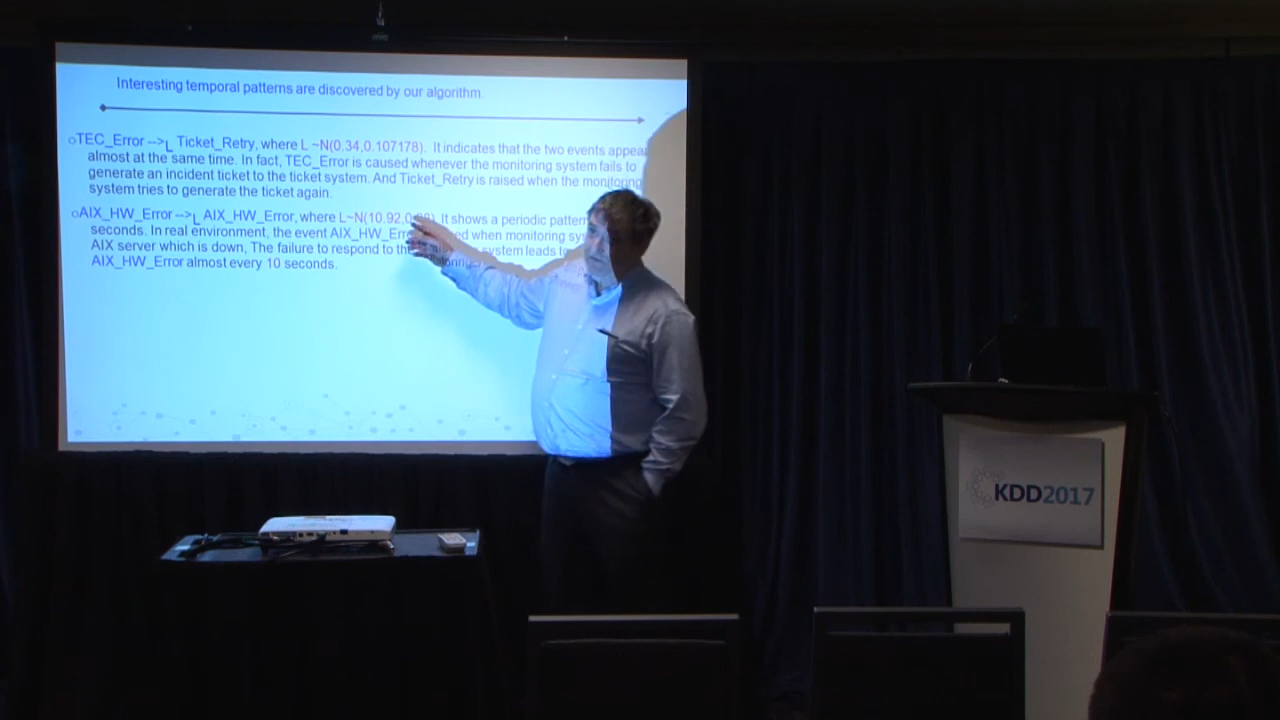 Interesting temporal patterns are discovered by our algorithm.
oTEC_Error -->L Ticket_Retry, where L ~N(0.34,0.107178). It indicates that the two events appear
almost at the same time. In fact, TEC_Error is caused whenever the monitoring system fails to
generate an incident ticket to the ticket system. And Ticket_Retry is raised when the monitoring
system tries to generate the ticket again.
oAIX_HW_Error -->L AIX_HW_Error, where L~N(10.92, It shows a periodic pattern
seconds. In real environment, the event AIX_HW_Error when monitoring
AIX server which is down, The failure to respond to the system leads to
AIX_HW_Error almost every 10 seconds.
KDD2017